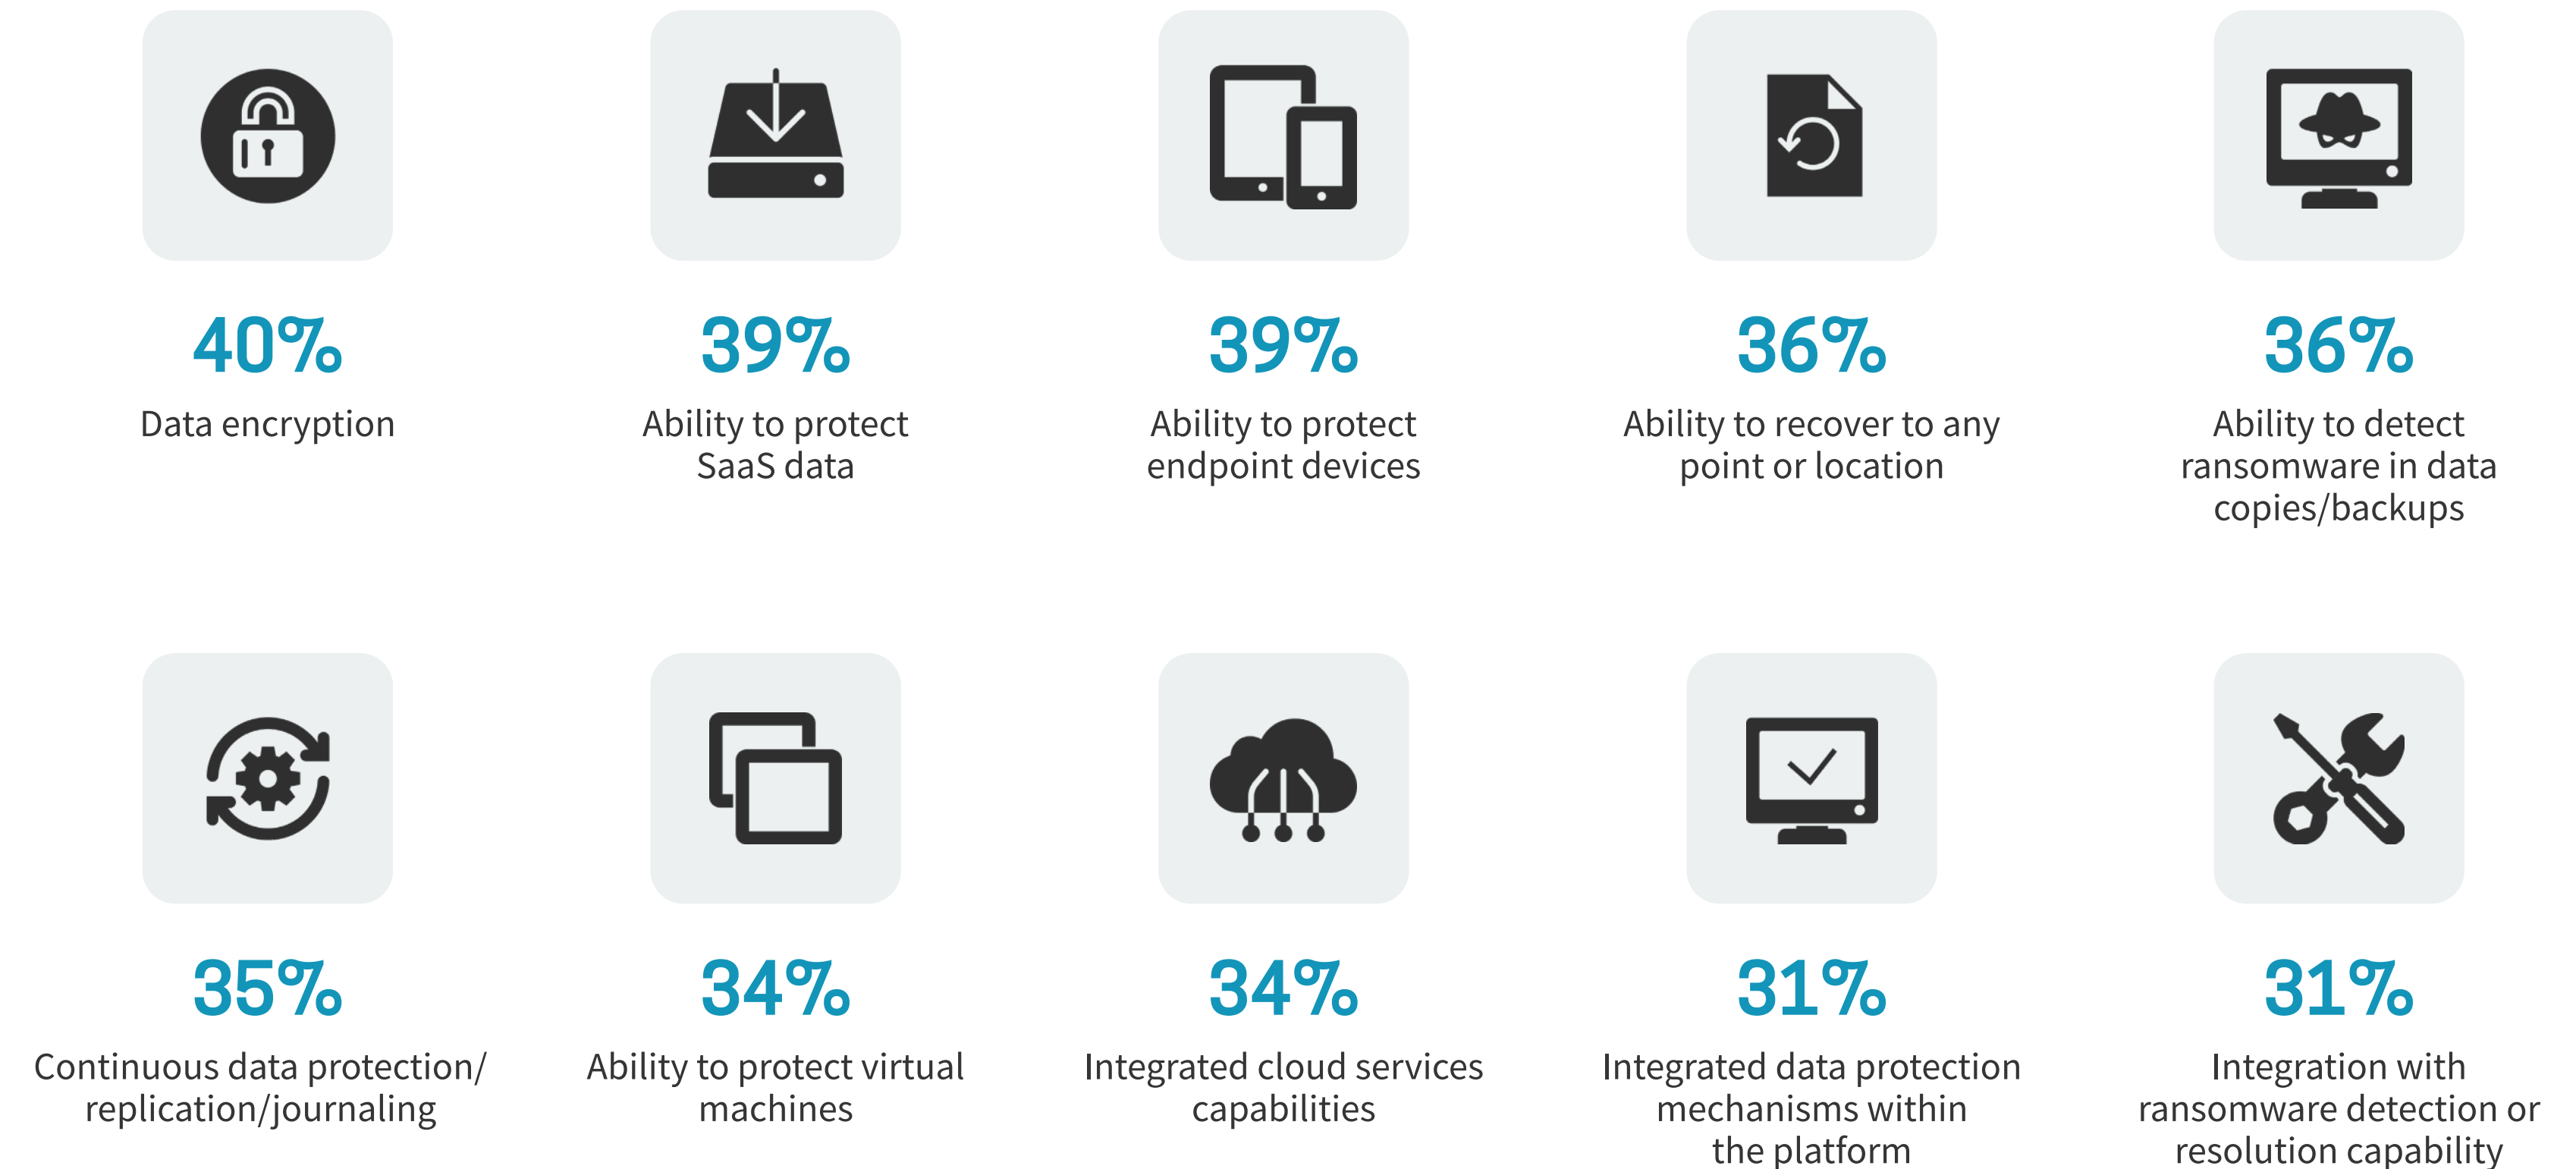 40%
Data encryption
39%
Ability to protect
SaaS data
39%
Ability to protect
endpoint devices
36%
Ability to recover to any
point or location
36%
Ability to detect
ransomware in data
copies/backups
35%
Continuous data protection/
replication/journaling
34%
Ability to protect virtual
machines
34%
Integrated cloud services
capabilities
31%
Integrated data protection
mechanisms within
the platform
31%
Integration with
ransomware detection or
resolution capability